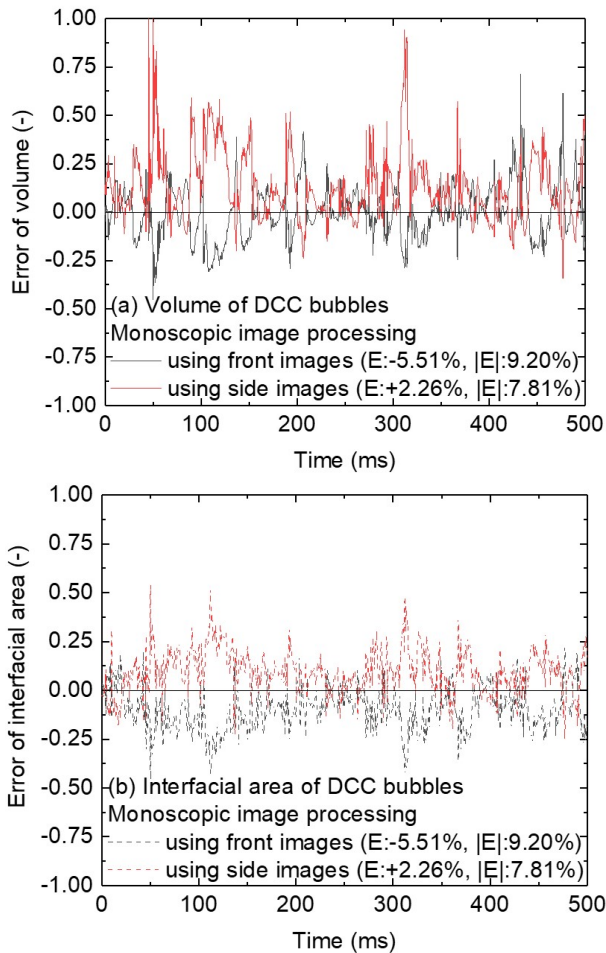 1.00
0.75
0.50
0.25
0.00
-0.25
-0.50
-0.75
-1.00
Error of volume (-)
(a) Volume of DCC bubbles
Monoscopic image processing
using front images (E:-5.51%, |E|:9.20%)
using side images (E:+2.26%, |E|:7.81%)
0 100 200 300 400 500
Time (ms)
1.00
0.75
0.50
0.25
0.00
-0.25
-0.50
-0.75
-1.00
Error of interfacial area (-)
(b) Interfacial area of DCC bubbles
Monoscopic image processing
using front images (E:-5.51%, |E|:9.20%)
using side images (E:+2.26%, |E|:7.81%)
0 100 200 300 400 500
Time (ms)